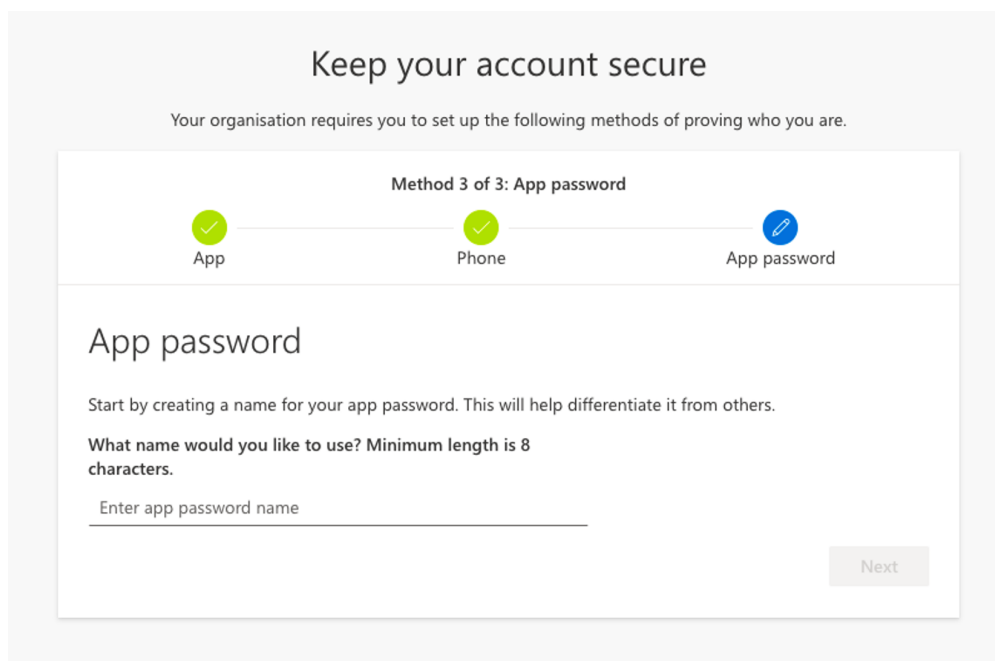 Keep your account secure
Your organisation requires you to set up the following methods of proving who you are.
Method 3 of 3: App password
App
Phone
App password
App password
Start by creating a name for your app password. This will help differentiate it from others.
What name would you like to use? Minimum length is 8
characters.
Enter app password name
Next